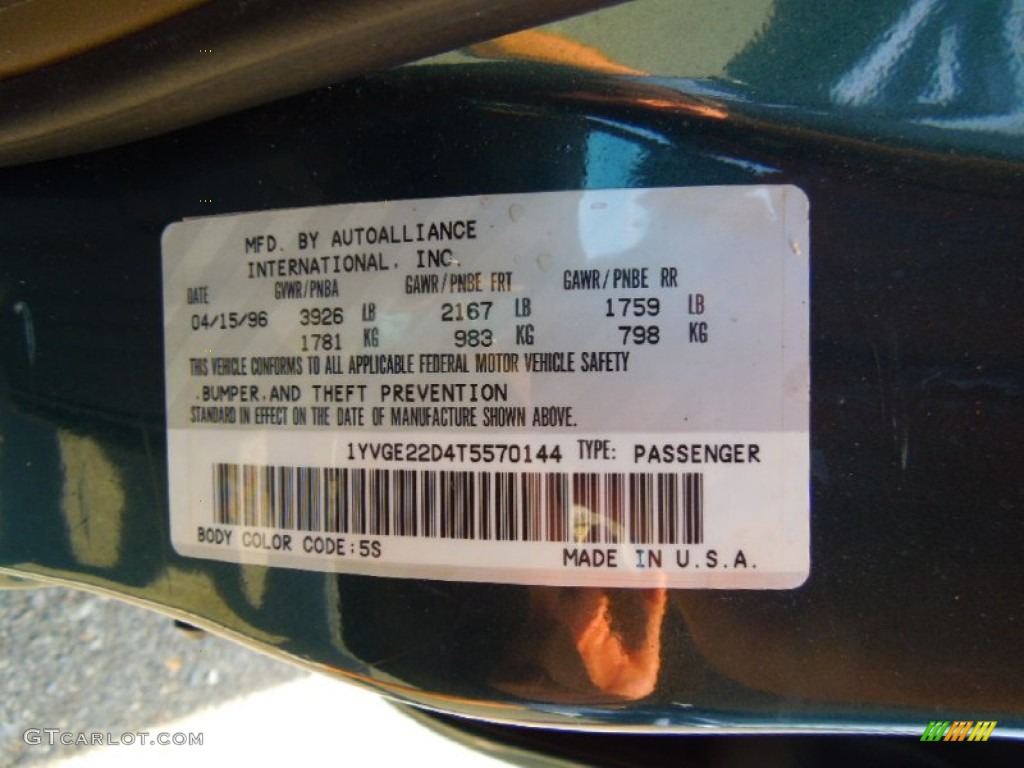 MFD. BY AUTOALLIANCE
INTERNATIONAL, INC.
DATE GVWR/PNBA GAWR/PNBE FRT GAWR/PNBE RR
04/15/96 3926 LB 2167 LB 1759 LB
1781 KG 983 KG 798 KG
THIS VEHICLE CONFORMS TO ALL APPLICABLE FEDERAL MOTOR VEHICLE SAFETY
.BUMPER.AND THEFT PREVENTION
STANDARD IN EFFECT ON THE DATE OF MANUFACTURE SHOWN ABOVE.
1YVGE22D4T5570144 TYPE: PASSENGER
BODY COLOR CODE:5S
MADE IN U.S.A.
GTCARLOT.COM